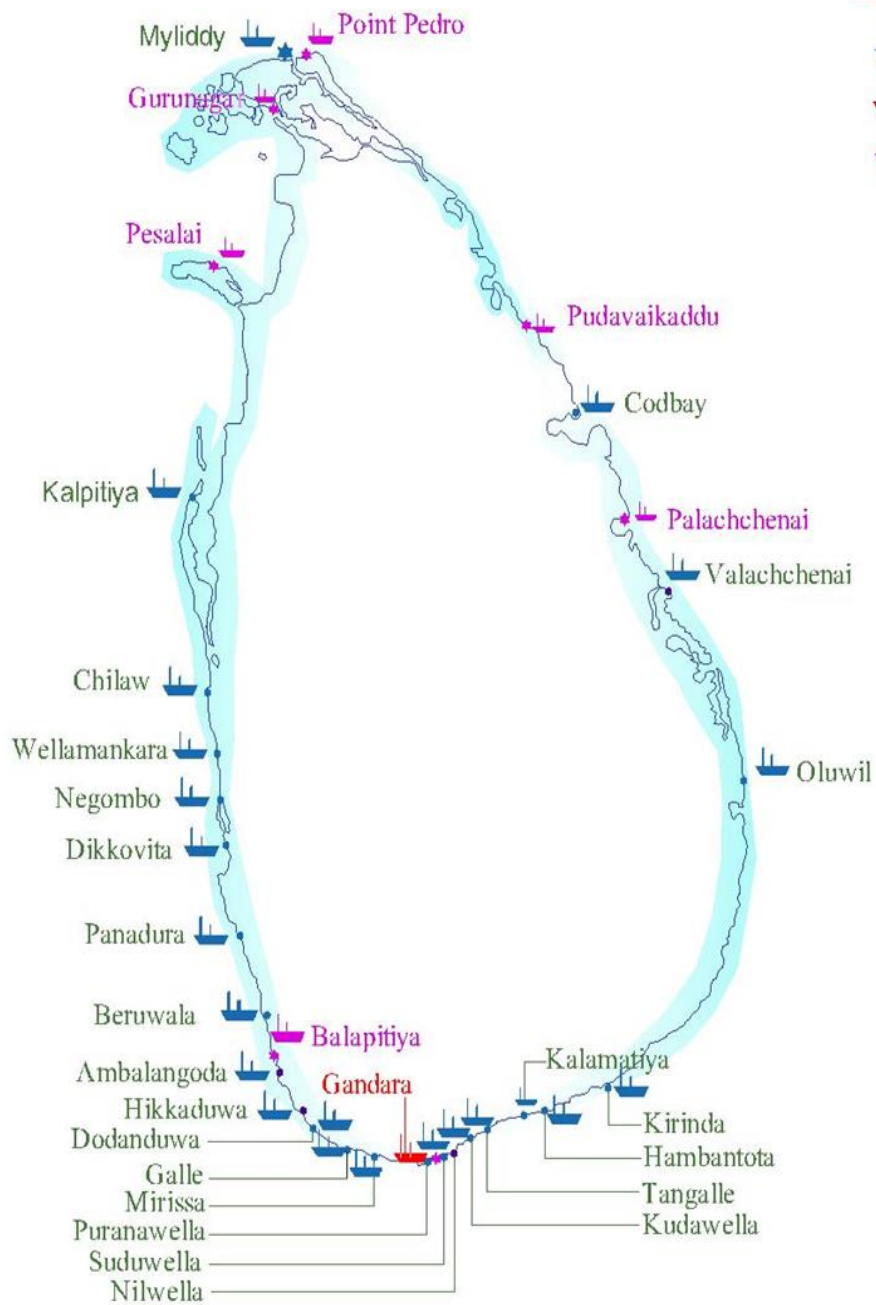 Point Pedro
Myliddy
Gurunagar
Pesalai
Pudavaikaddu
Codbay
Kalpitiya
Palachchenai
Valachchenai
Chilaw
Wellamankara
Oluwil
Negombo
Dikkovita
Panadura
Beruwala
Balapitiya
Kalamatiya
Ambalangoda
Gandara
Hikkaduwa
Kirinda
Dodanduwa
Hambantota
Galle
Tangalle
Mirissa
Kudawella
Puranawella
Suduwella
Nilwella